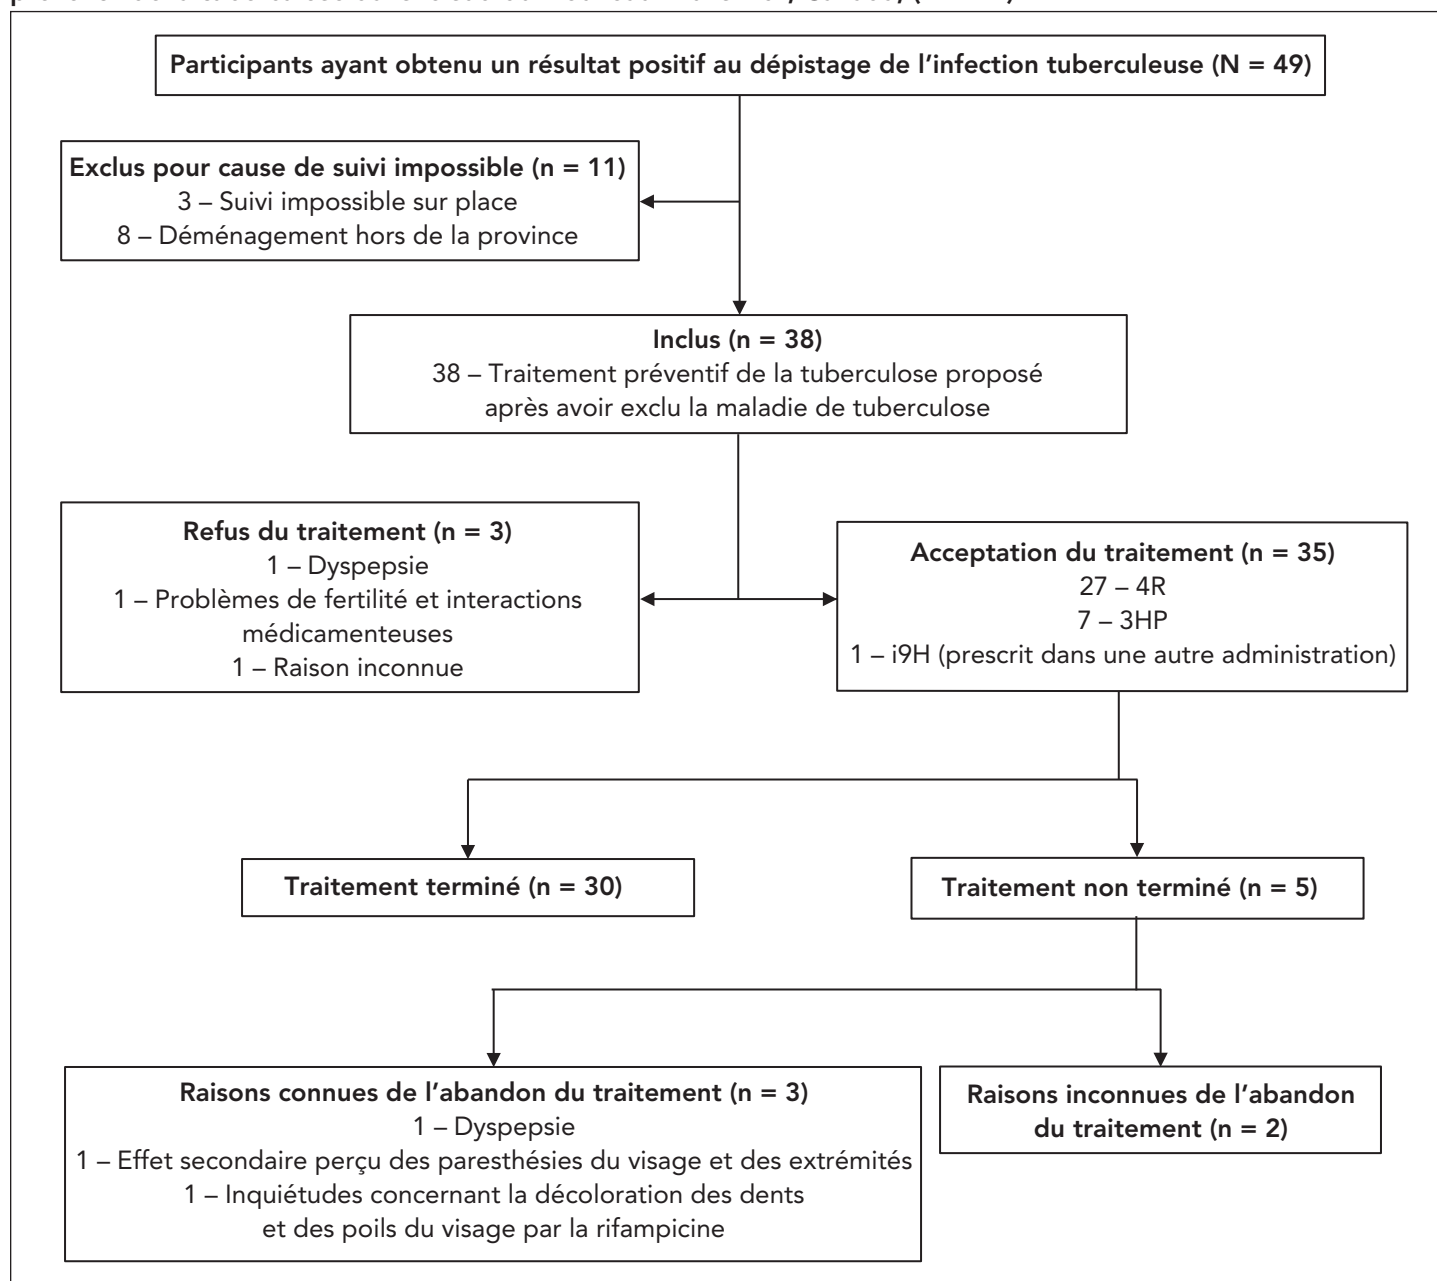 Participants ayant obtenu un résultat positif au dépistage de l'infection tuberculeuse (N = 49)
Exclus pour cause de suivi impossible (n = 11)
3 – Suivi impossible sur place
8 – Déménagement hors de la province
Inclus (n = 38)
38 – Traitement préventif de la tuberculose proposé
après avoir exclu la maladie de tuberculose
Refus du traitement (n = 3)
1 – Dyspepsie
1 – Problèmes de fertilité et interactions
médicamenteuses
1 – Raison inconnue
Acceptation du traitement (n = 35)
27 – 4R
7 – 3HP
1 – i9H (prescrit dans une autre administration)
Traitement terminé (n = 30)
Traitement non terminé (n = 5)
Raisons connues de l'abandon du traitement (n = 3)
1 – Dyspepsie
1 – Effet secondaire perçu des paresthésies du visage et des extrémités
1 – Inquiétudes concernant la décoloration des dents
et des poils du visage par la rifampicine
Raisons inconnues de l'abandon
du traitement (n = 2)